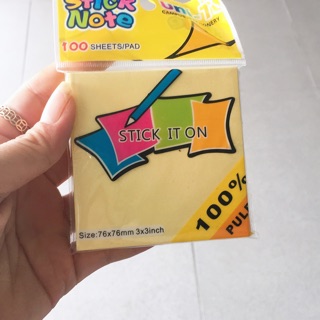 Stick
Note
100 SHEETS/PAD
STICK IT ON
100%
Size:76x76mm 3x3inch